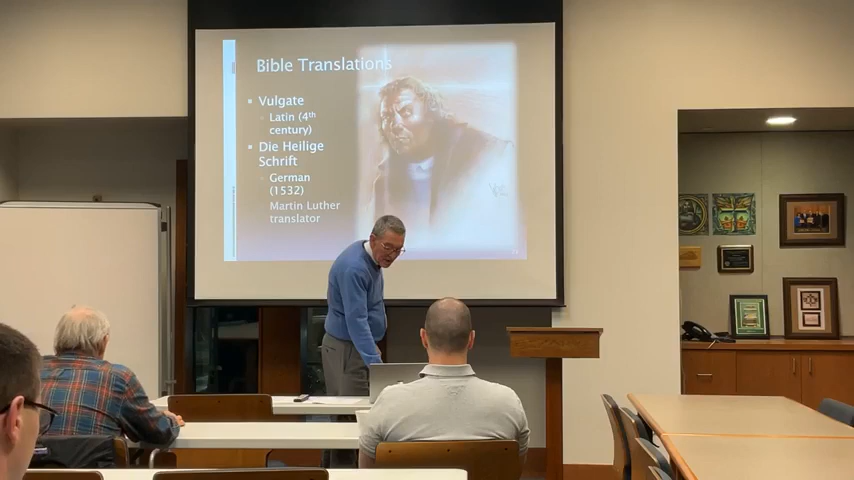 Bible Translations
Vulgate
Latin (4th
century)
Die Heilige
Schrift
German
(1532)
Martin Luther
translator